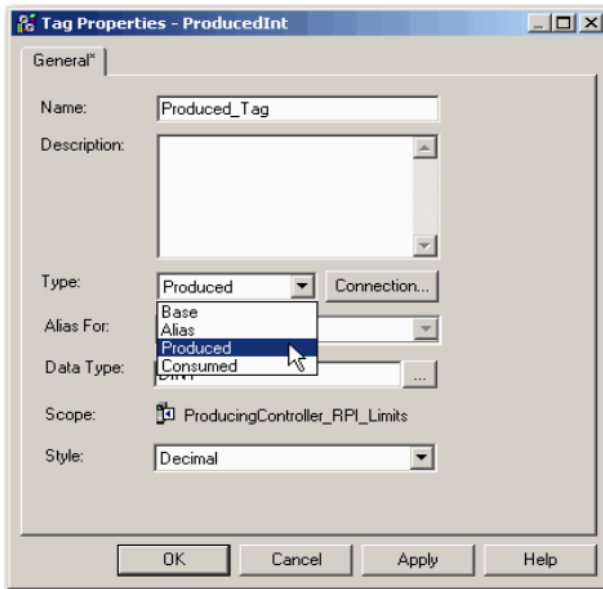 Tag Properties - ProducedInt
General*
Name: Produced_Tag
Description:
Type: Produced Connection...
Base
Alias For: Alias
Produced
Data Type: Consumed ...
Scope: ProducingController_RPI_Limits
Style: Decimal
OK Cancel Apply Help